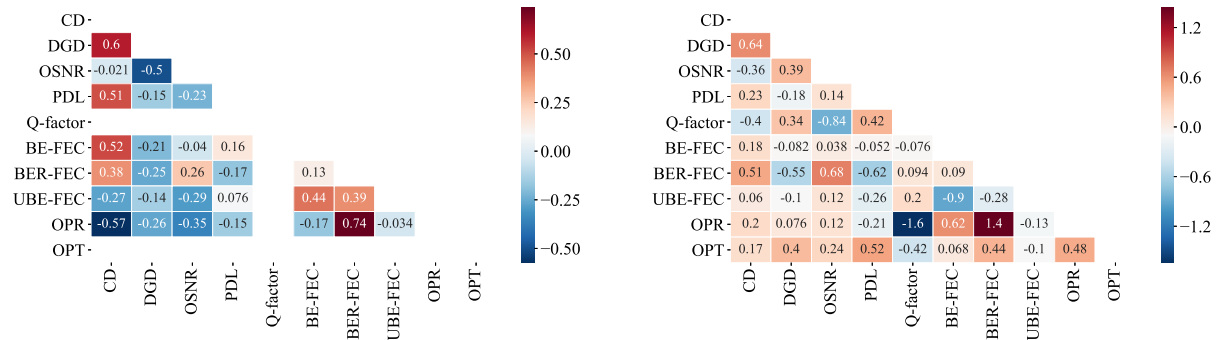 CD
DGD 0.6
OSNR -0.021 -0.5
PDL 0.51 -0.15 -0.23
Q-factor
BE-FEC 0.52 -0.21 -0.04 0.16
BER-FEC 0.38 -0.25 0.26 -0.17 0.13
UBE-FEC -0.27 -0.14 -0.29 0.076 0.44 0.39
OPR -0.57 -0.26 -0.35 -0.15 -0.17 0.74 -0.034
OPT
CD DGD OSNR PDL Q-factor BE-FEC BER-FEC UBE-FEC OPR OPT
0.50
0.25
0.00
−0.25
−0.50
CD
DGD 0.64
OSNR -0.36 0.39
PDL 0.23 -0.18 0.14
Q-factor -0.4 0.34 -0.84 0.42
BE-FEC 0.18 -0.082 0.038 -0.052 -0.076
BER-FEC 0.51 -0.55 0.68 -0.62 0.094 0.09
UBE-FEC 0.06 -0.1 0.12 -0.26 0.2 -0.9 -0.28
OPR 0.2 0.076 0.12 -0.21 -1.6 0.62 1.4 -0.13
OPT 0.17 0.4 0.24 0.52 -0.42 0.068 0.44 -0.1 0.48
CD DGD OSNR PDL Q-factor BE-FEC BER-FEC UBE-FEC OPR OPT
1.2
0.6
0.0
−0.6
−1.2